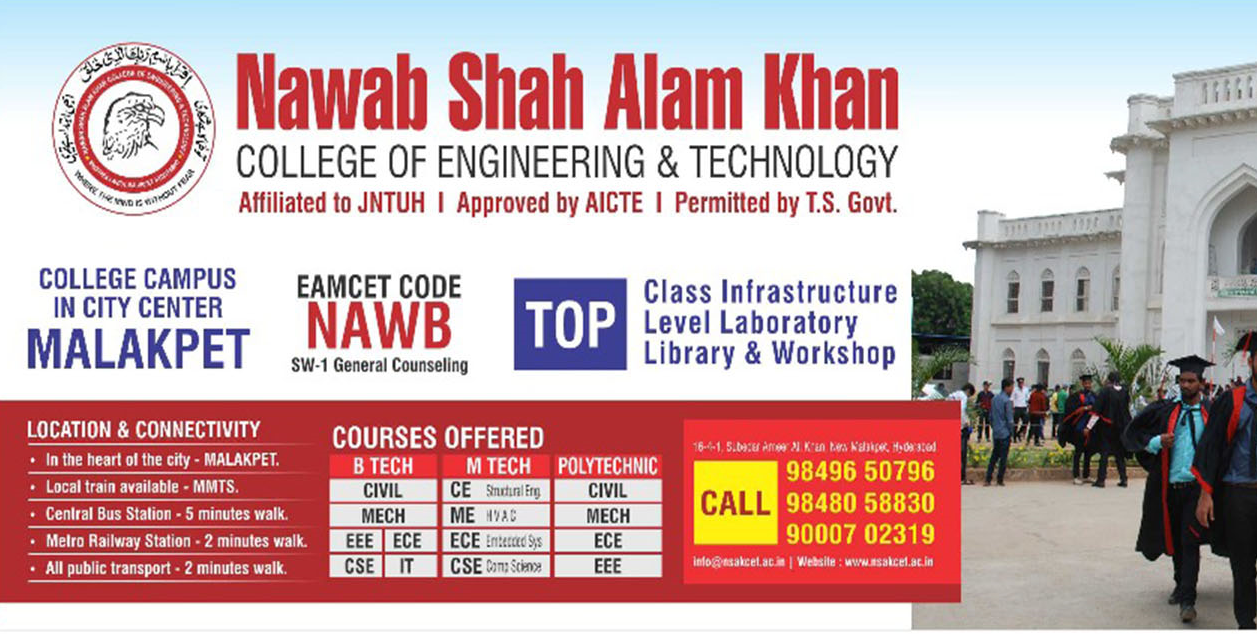 Nawab Shah Alam Khan
COLLEGE OF ENGINEERING & TECHNOLOGY
Affiliated to JNTUH I Approved by AICTE I Permitted by T.S. Govt.
WHERE THE MIND IS WITHOUT FEAR
COLLEGE CAMPUS
IN CITY CENTER
MALAKPET
EAMCET CODE
NAWB
SW-1 General Counseling
TOP
Class Infrastructure
Level Laboratory
Library & Workshop
LOCATION & CONNECTIVITY
• In the heart of the city - MALAKPET.
• Local train available - MMTS.
• Central Bus Station - 5 minutes walk.
• Metro Railway Station - 2 minutes walk.
• All public transport - 2 minutes walk.
COURSES OFFERED
B TECH M TECH POLYTECHNIC
CIVIL CE Structural Eng. CIVIL
MECH ME H V A C MECH
EEE ECE ECE Embedded Sys ECE
CSE IT CSE Comp Science EEE
16-4-1, Subedar Ameer Ali Khan, New Malakpet, Hyderabad.
CALL
98496 50796
98480 58830
90007 02319
info@nsakcet.ac.in | Website : www.nsakcet.ac.in